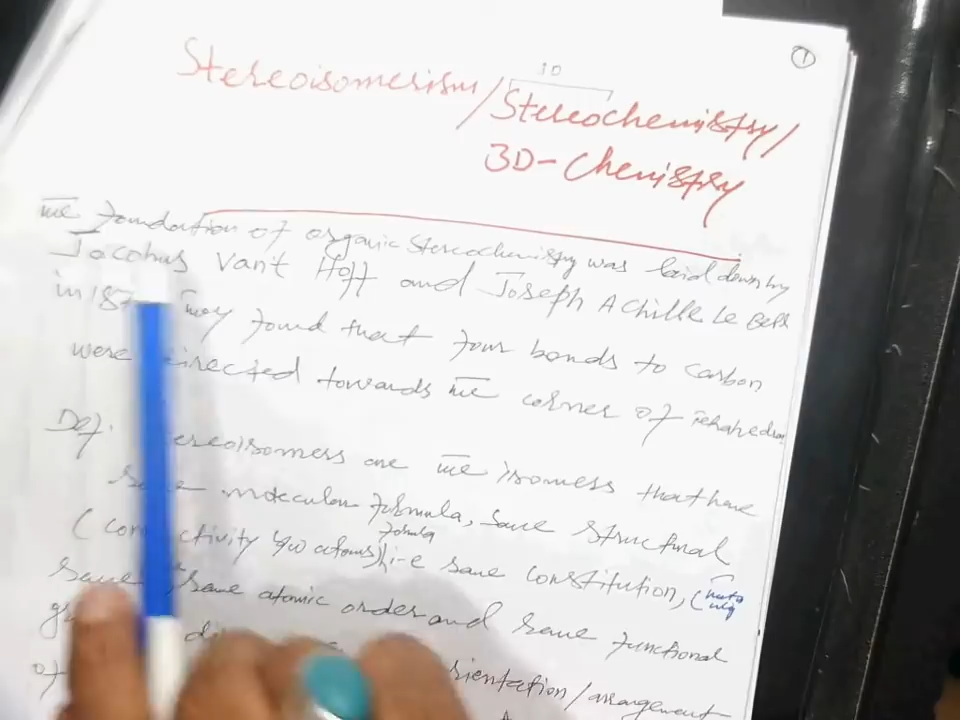 ①
3D
Stereoisomerism/Stereochemistry/
3D-Chemistry
The foundation of organic stereochemistry was laid down by
Jacobus Van't Hoff and Joseph Achille Le Bell
in 187 They found that four bonds to carbon
were directed towards the corner of tetrahedron
Def. Stereoisomers are the isomers that have
same molecular formula, same structural
formula
(connectivity b/w atoms) i-e same constitution, (
same same atomic order and same functional
orientation/arrangement
of